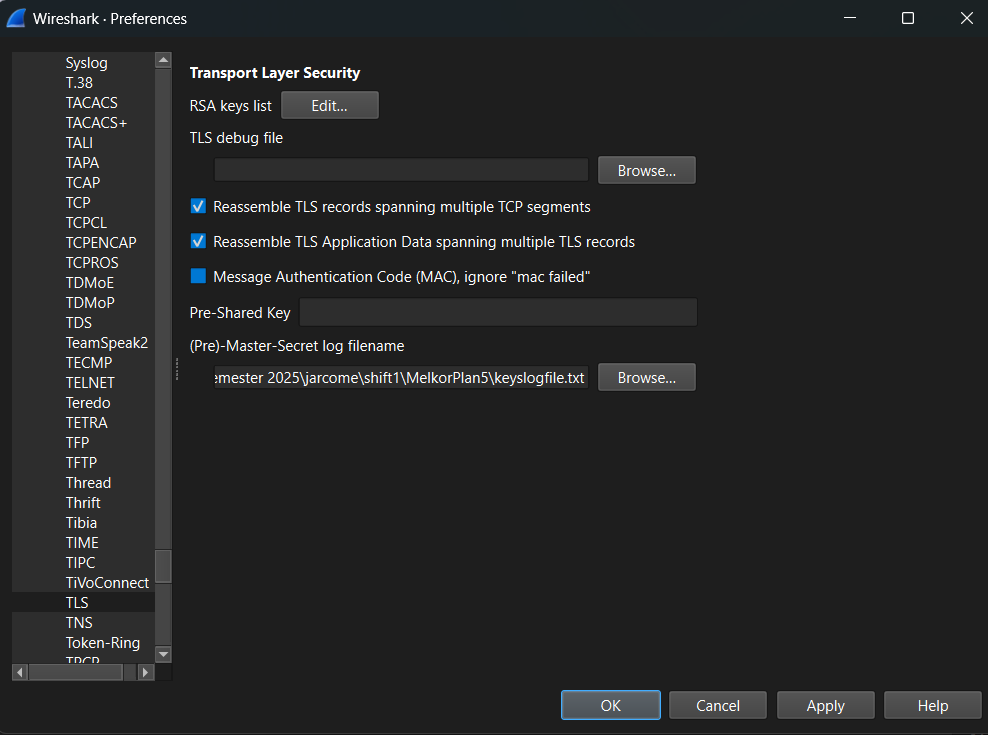 Wireshark · Preferences
Syslog
T.38
TACACS
TACACS+
TALI
TAPA
TCAP
TCP
TCPCL
TCPENCAP
TCPROS
TDMoE
TDMoP
TDS
TeamSpeak2
TECMP
TELNET
Teredo
TETRA
TFP
TFTP
Thread
Thrift
Tibia
TIME
TIPC
TiVoConnect
TLS
TNS
Token-Ring
TPCP
Transport Layer Security
RSA keys list Edit...
TLS debug file
Browse...
Reassemble TLS records spanning multiple TCP segments
Reassemble TLS Application Data spanning multiple TLS records
Message Authentication Code (MAC), ignore "mac failed"
Pre-Shared Key
(Pre)-Master-Secret log filename
emester 2025\jarcome\shift1\MelkorPlan5\keyslogfile.txt Browse...
OK Cancel Apply Help